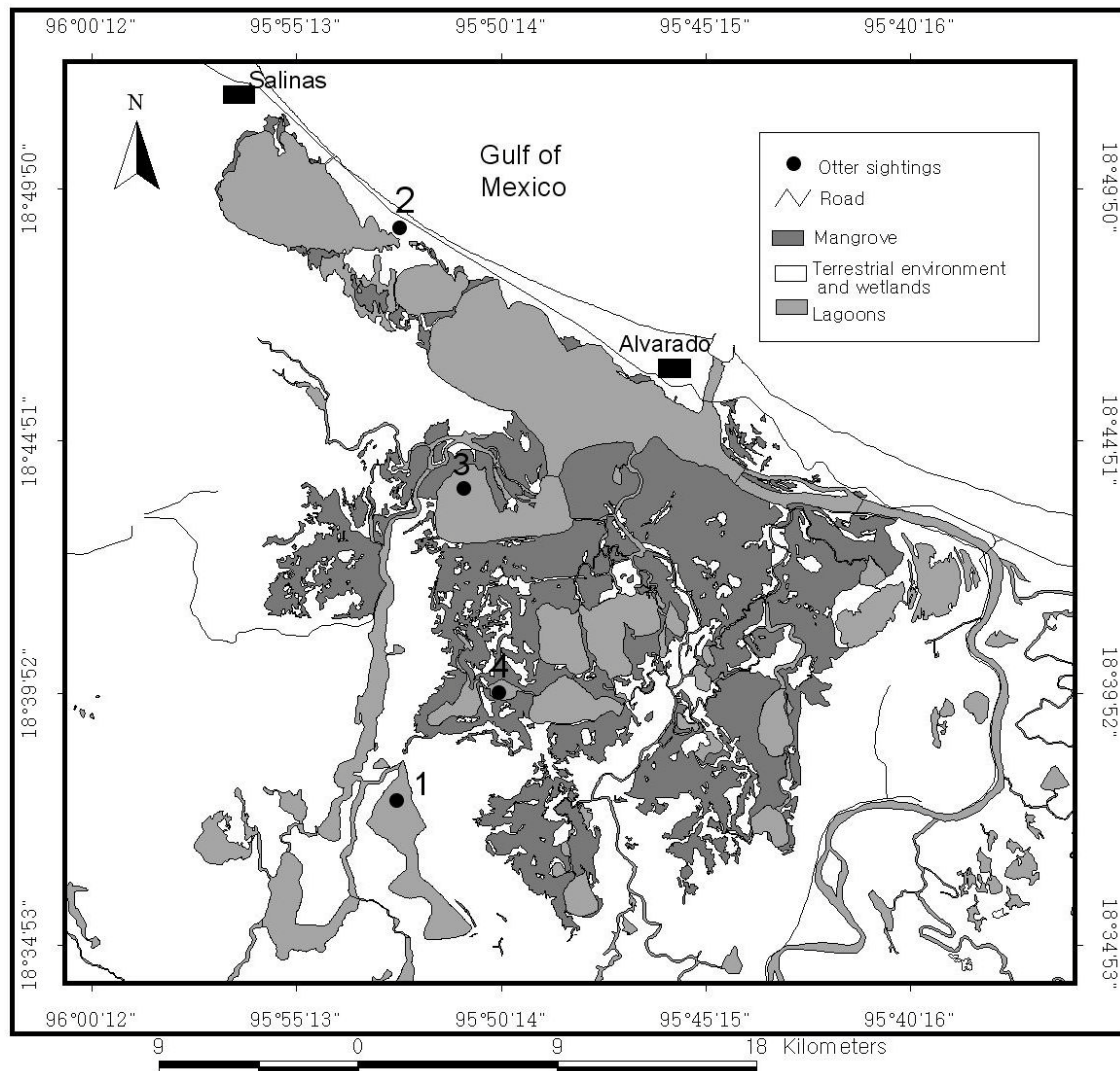 96°00'12" 95°55'13" 95°50'14" 95°45'15" 95°40'16"
Salinas
N
Gulf of
Mexico
18°49'50" 18°49'50"
2
Otter sightings
Road
Mangrove
Terrestrial environment
and wetlands
Lagoons
Alvarado
18°44'51" 18°44'51"
3
18°39'52" 18°39'52"
4
1
18°34'53" 18°34'53"
96°00'12" 95°55'13" 95°50'14" 95°45'15" 95°40'16"
9 0 9 18 Kilometers